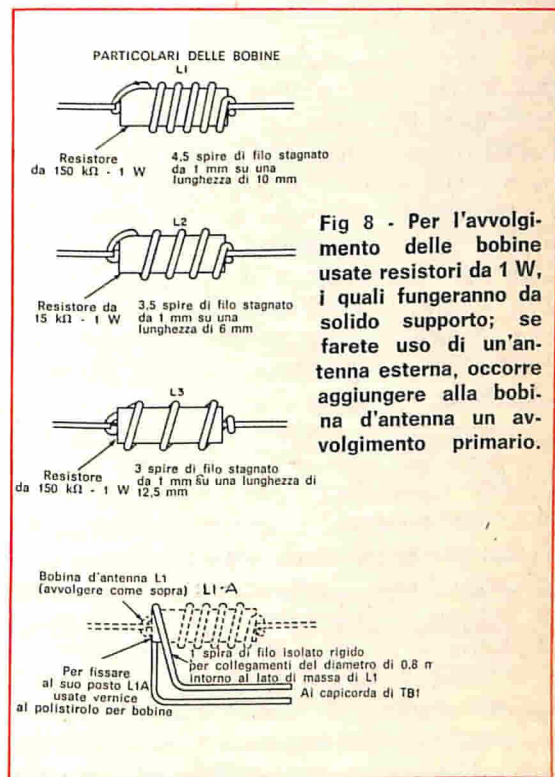 PARTICOLARI DELLE BOBINE
L1
Resistore
da 150 kΩ - 1 W
4,5 spire di filo stagnato
da 1 mm su una
lunghezza di 10 mm
L2
Resistore da
15 kΩ - 1 W
3,5 spire di filo stagnato
da 1 mm su una
lunghezza di 6 mm
L3
Resistore
da 150 kΩ - 1 W
3 spire di filo stagnato
da 1 mm su una lunghezza di
12,5 mm
Fig 8 - Per l'avvolgi-
mento delle bobine
usate resistori da 1 W,
i quali fungeranno da
solido supporto; se
farete uso di un'an-
tenna esterna, occorre
aggiungere alla bobi-
na d'antenna un av-
volgimento primario.
Bobina d'antenna L1
(avvolgere come sopra)
L1-A
1 spira di filo isolato rigido
per collegamenti del diametro di 0,8 m
intorno al lato di massa di L1
Per fissare
al suo posto L1A
usate vernice
al polistirolo per bobine
Ai capicorda di TB1